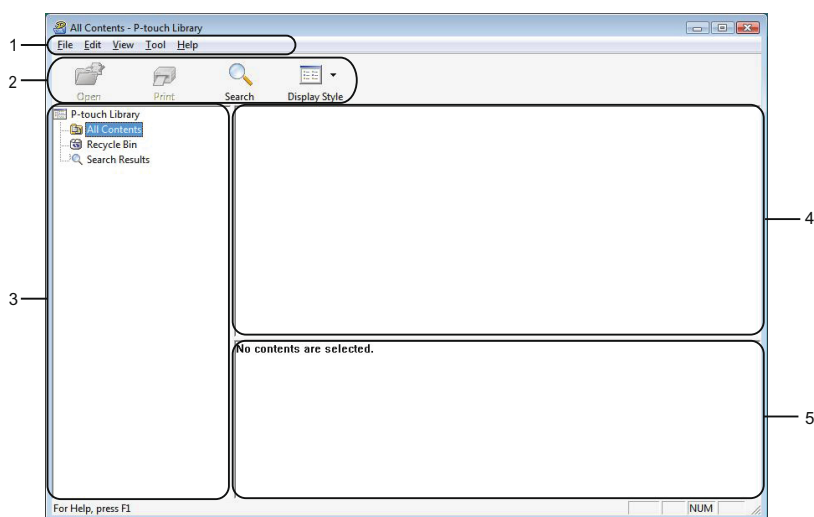 All Contents - P-touch Library
1
File Edit View Tool Help
2
Open Print Search Display Style
P-touch Library
All Contents
Recycle Bin
Search Results
3
4
No contents are selected.
5
For Help, press F1 NUM